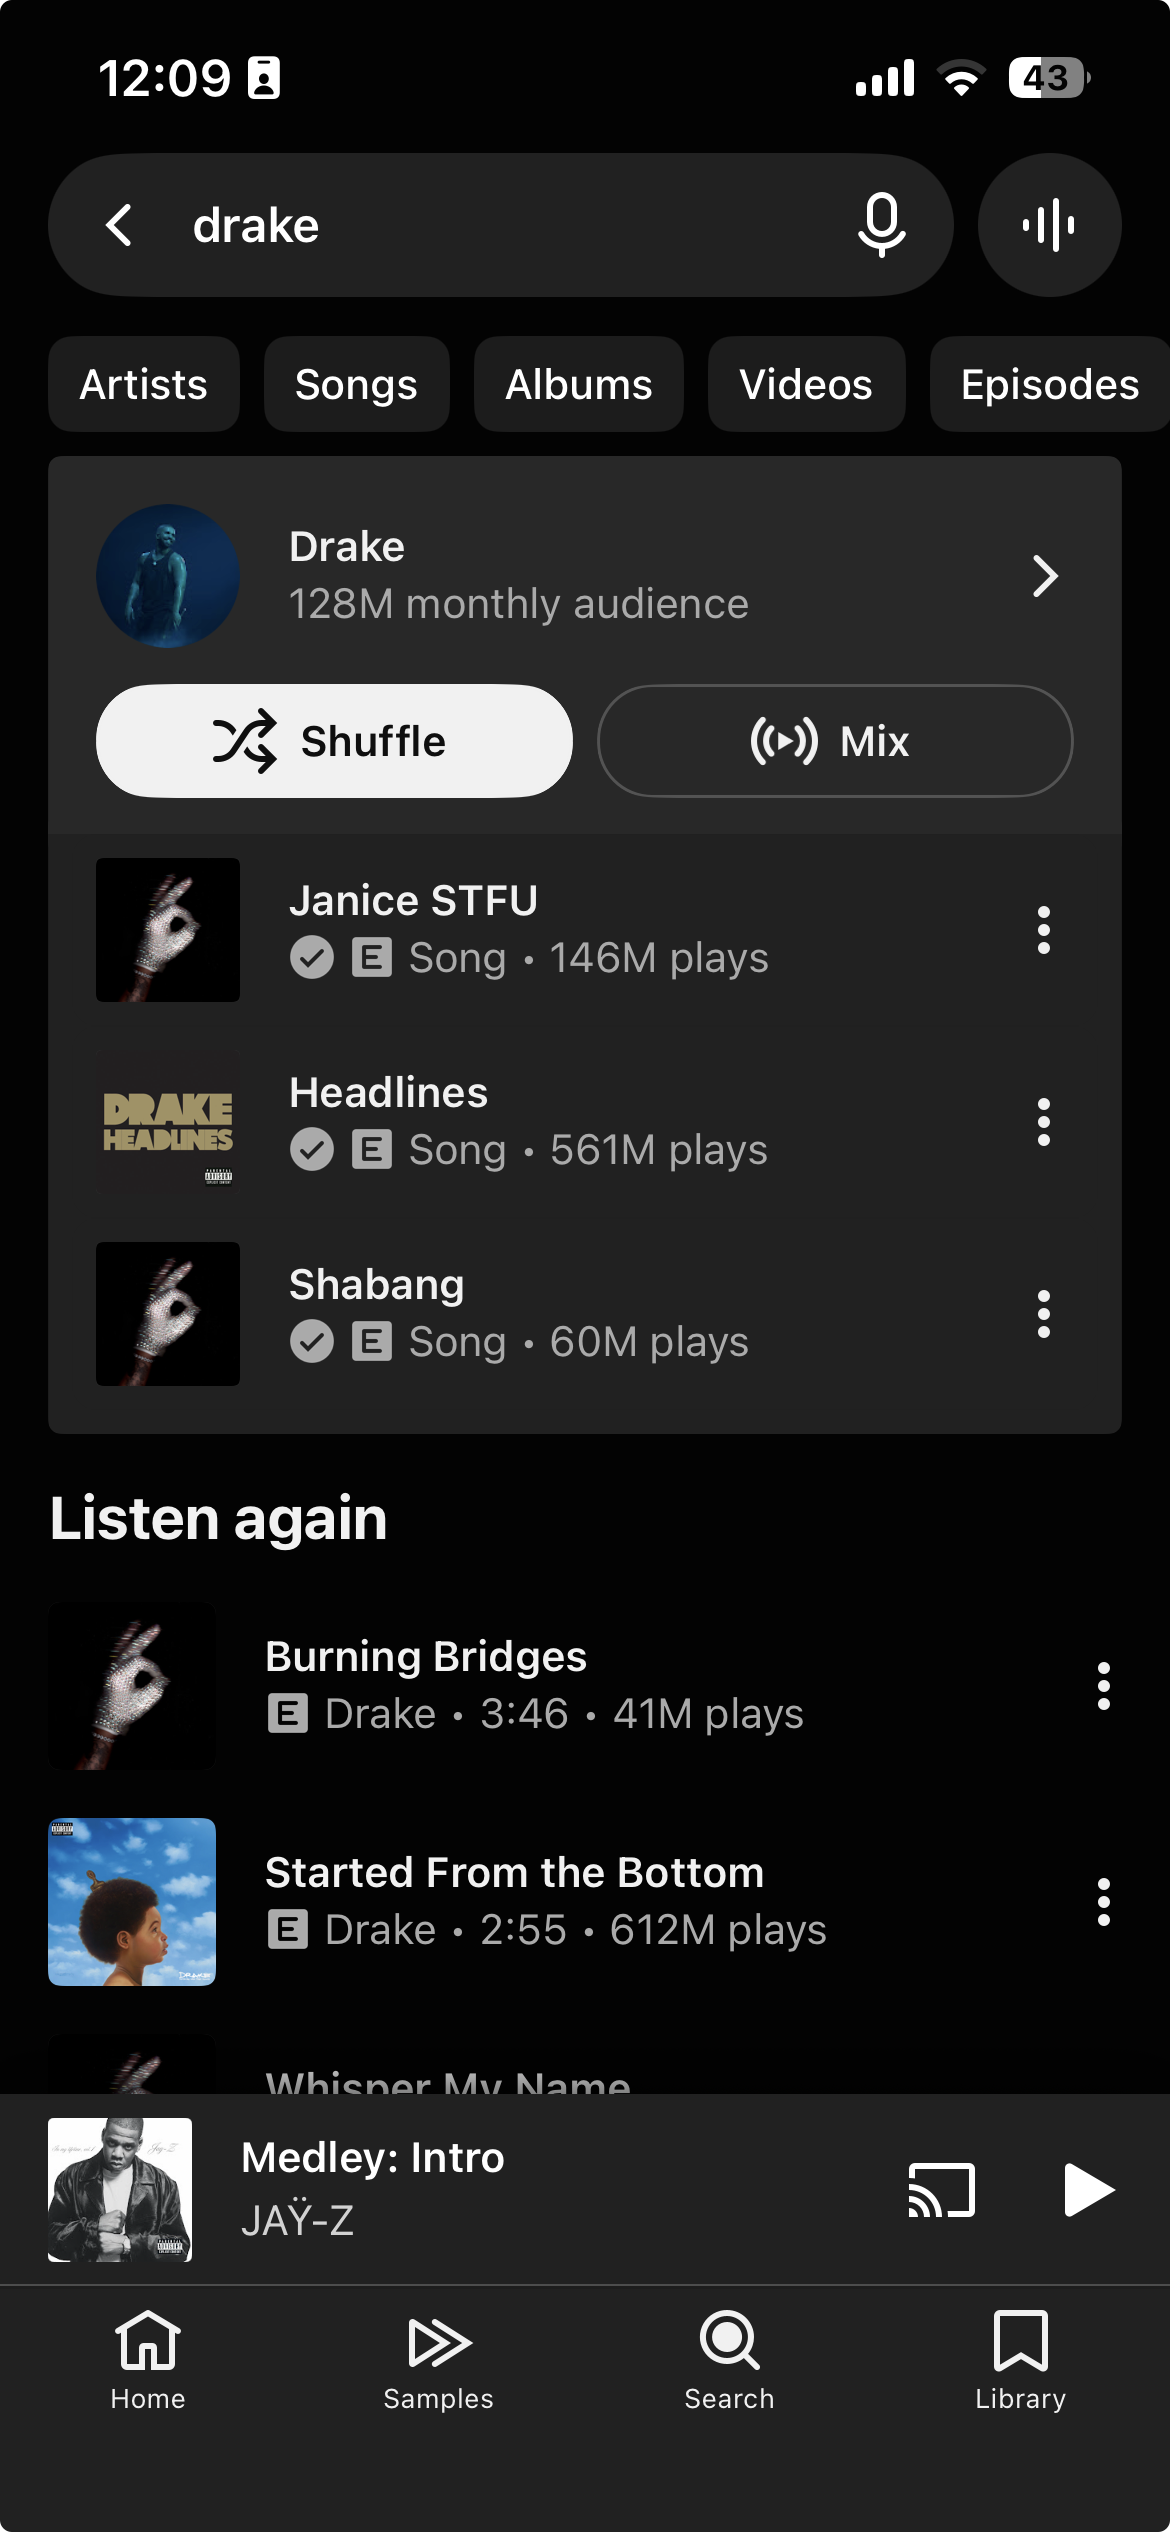 12:09
43
drake
Artists Songs Albums Videos Episodes
Drake
128M monthly audience
Shuffle
Mix
Janice STFU
E Song • 146M plays
DRAKE
HEADLINES
Headlines
E Song • 561M plays
Shabang
E Song • 60M plays
Listen again
Burning Bridges
E Drake • 3:46 • 41M plays
Started From the Bottom
E Drake • 2:55 • 612M plays
Whisper My Name
Medley: Intro
JAŸ-Z
Home Samples Search Library